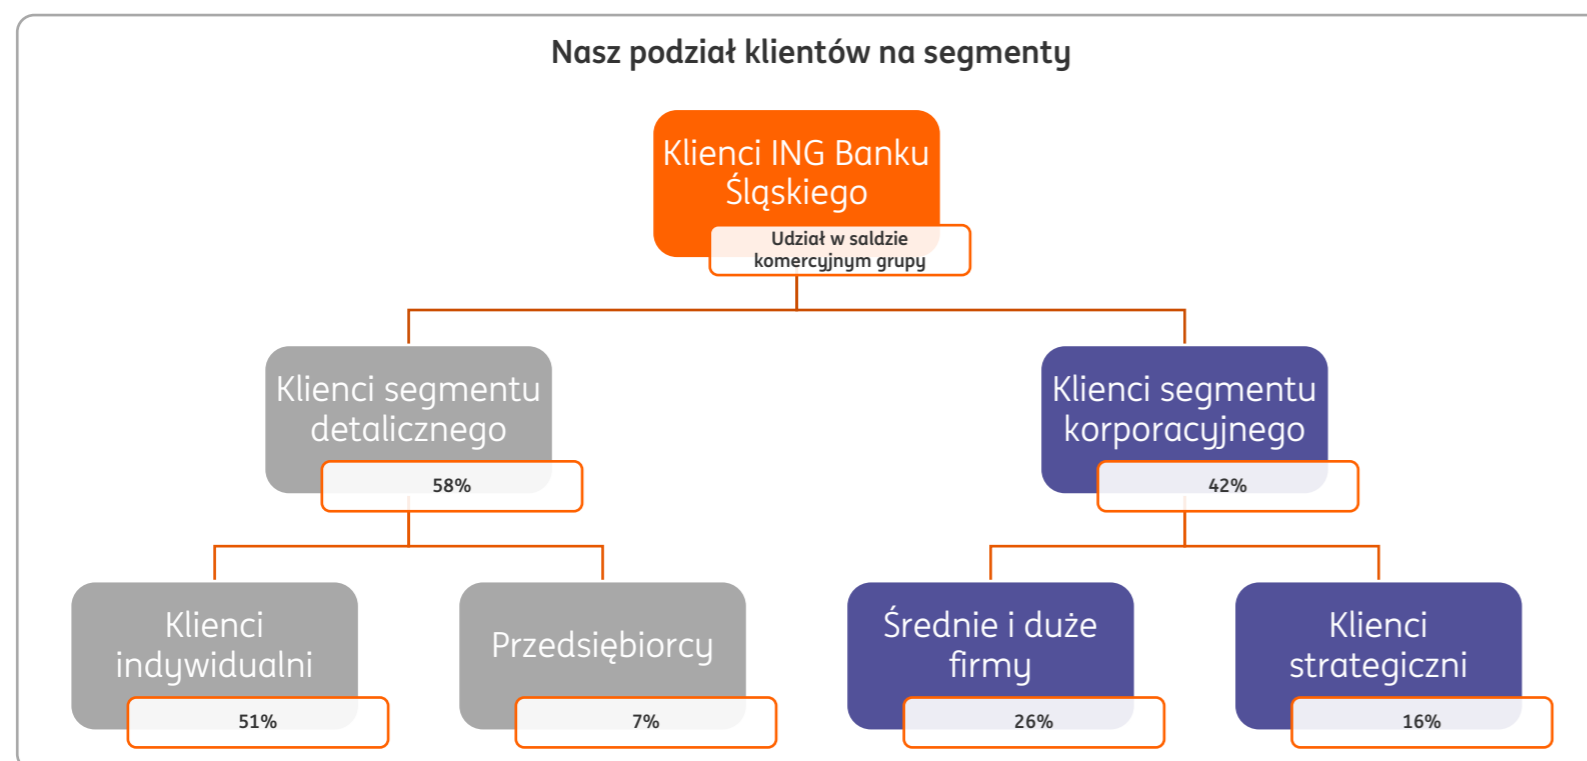 Nasz podział klientów na segmenty
Klienci ING Banku
Śląskiego
Udział w saldzie
komercyjnym grupy
Klienci segmentu
detalicznego
58%
Klienci segmentu
korporacyjnego
42%
Klienci
indywidualni
51%
Przedsiębiorcy
7%
Średnie i duże
firmy
26%
Klienci
strategiczni
16%